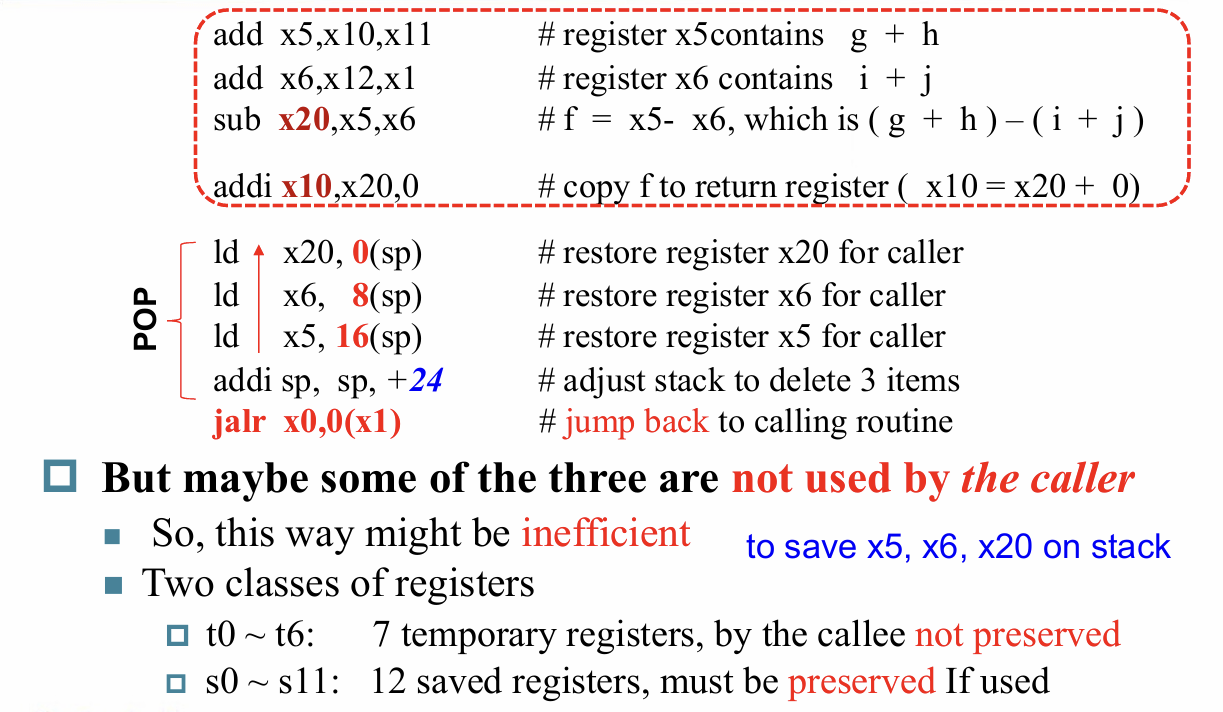 add x5,x10,x11 # register x5contains g + h
add x6,x12,x1 # register x6 contains i + j
sub x20,x5,x6 # f = x5- x6, which is ( g + h ) – ( i + j )
addi x10,x20,0 # copy f to return register ( x10 = x20 + 0)
POP
ld x20, 0(sp) # restore register x20 for caller
ld x6, 8(sp) # restore register x6 for caller
ld x5, 16(sp) # restore register x5 for caller
addi sp, sp, +24 # adjust stack to delete 3 items
jalr x0,0(x1) # jump back to calling routine
But maybe some of the three are not used by the caller
So, this way might be inefficient to save x5, x6, x20 on stack
Two classes of registers
t0 ~ t6: 7 temporary registers, by the callee not preserved
s0 ~ s11: 12 saved registers, must be preserved If used